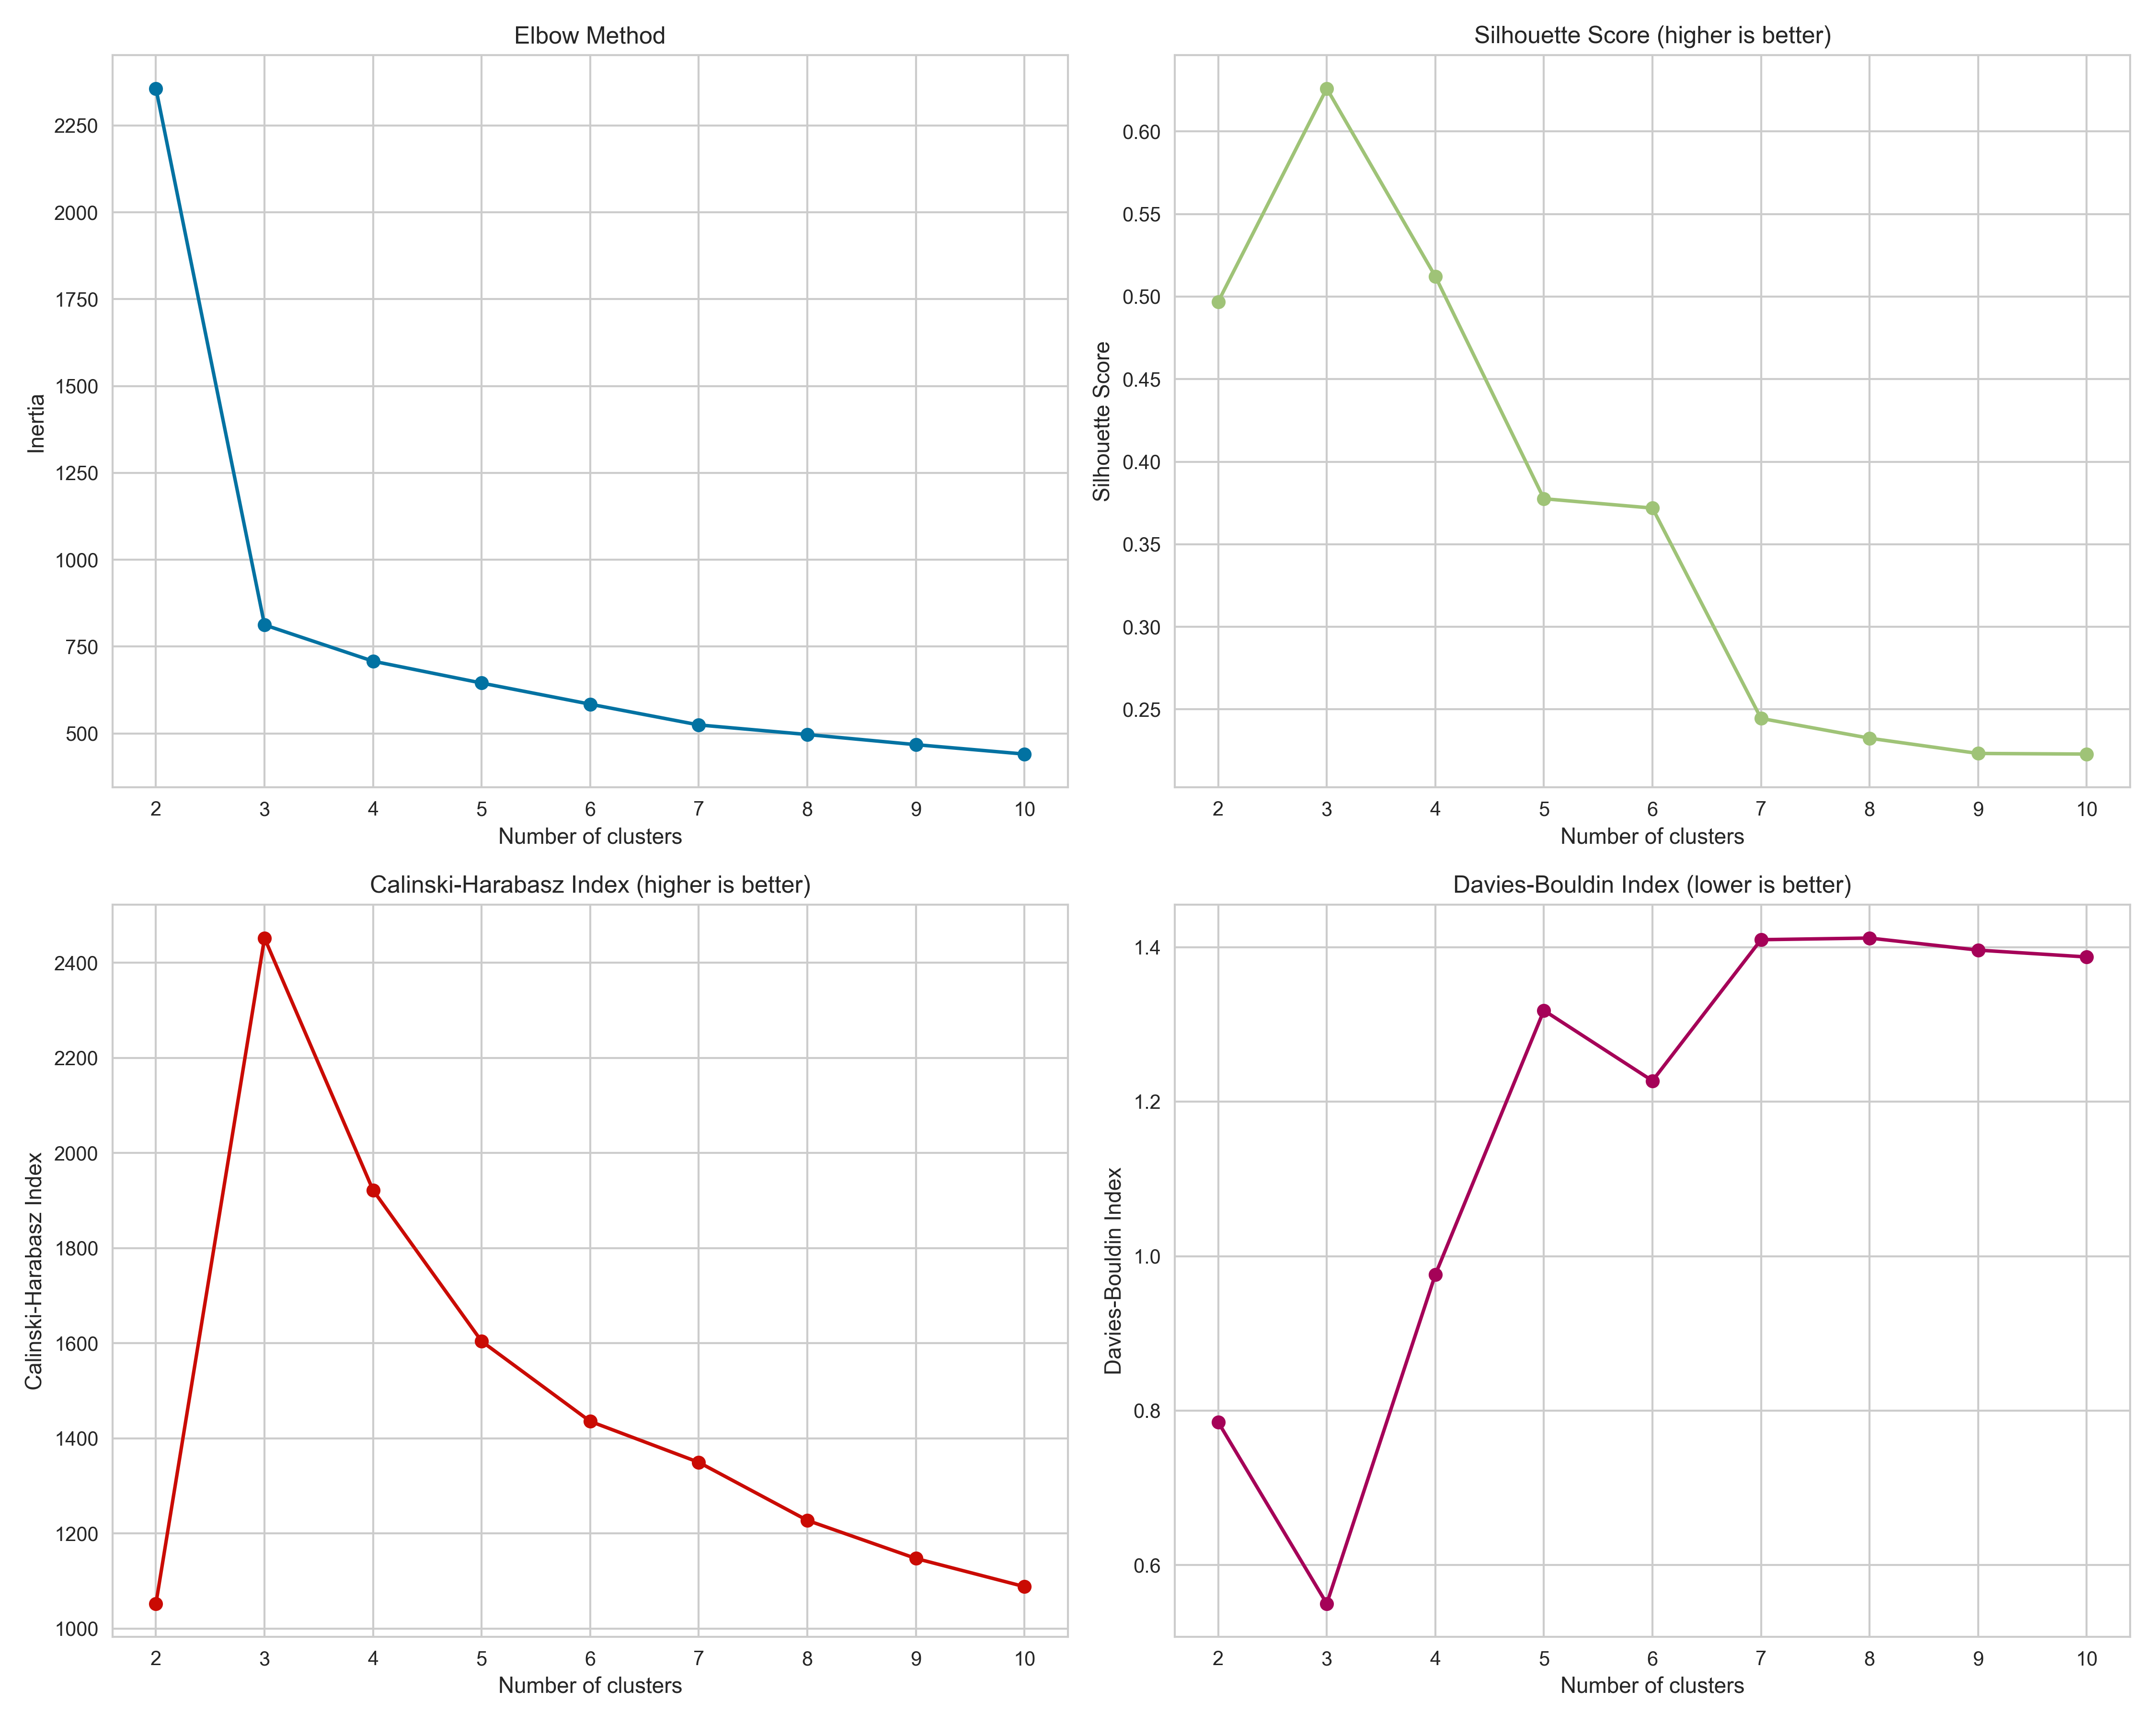 Elbow Method
2250
2000
1750
1500
1250
1000
750
500
Inertia
2 3 4 5 6 7 8 9 10
Number of clusters
Silhouette Score (higher is better)
0.60
0.55
0.50
0.45
0.40
0.35
0.30
0.25
Silhouette Score
2 3 4 5 6 7 8 9 10
Number of clusters
Calinski-Harabasz Index (higher is better)
2400
2200
2000
1800
1600
1400
1200
1000
Calinski-Harabasz Index
2 3 4 5 6 7 8 9 10
Number of clusters
Davies-Bouldin Index (lower is better)
1.4
1.2
1.0
0.8
0.6
Davies-Bouldin Index
2 3 4 5 6 7 8 9 10
Number of clusters